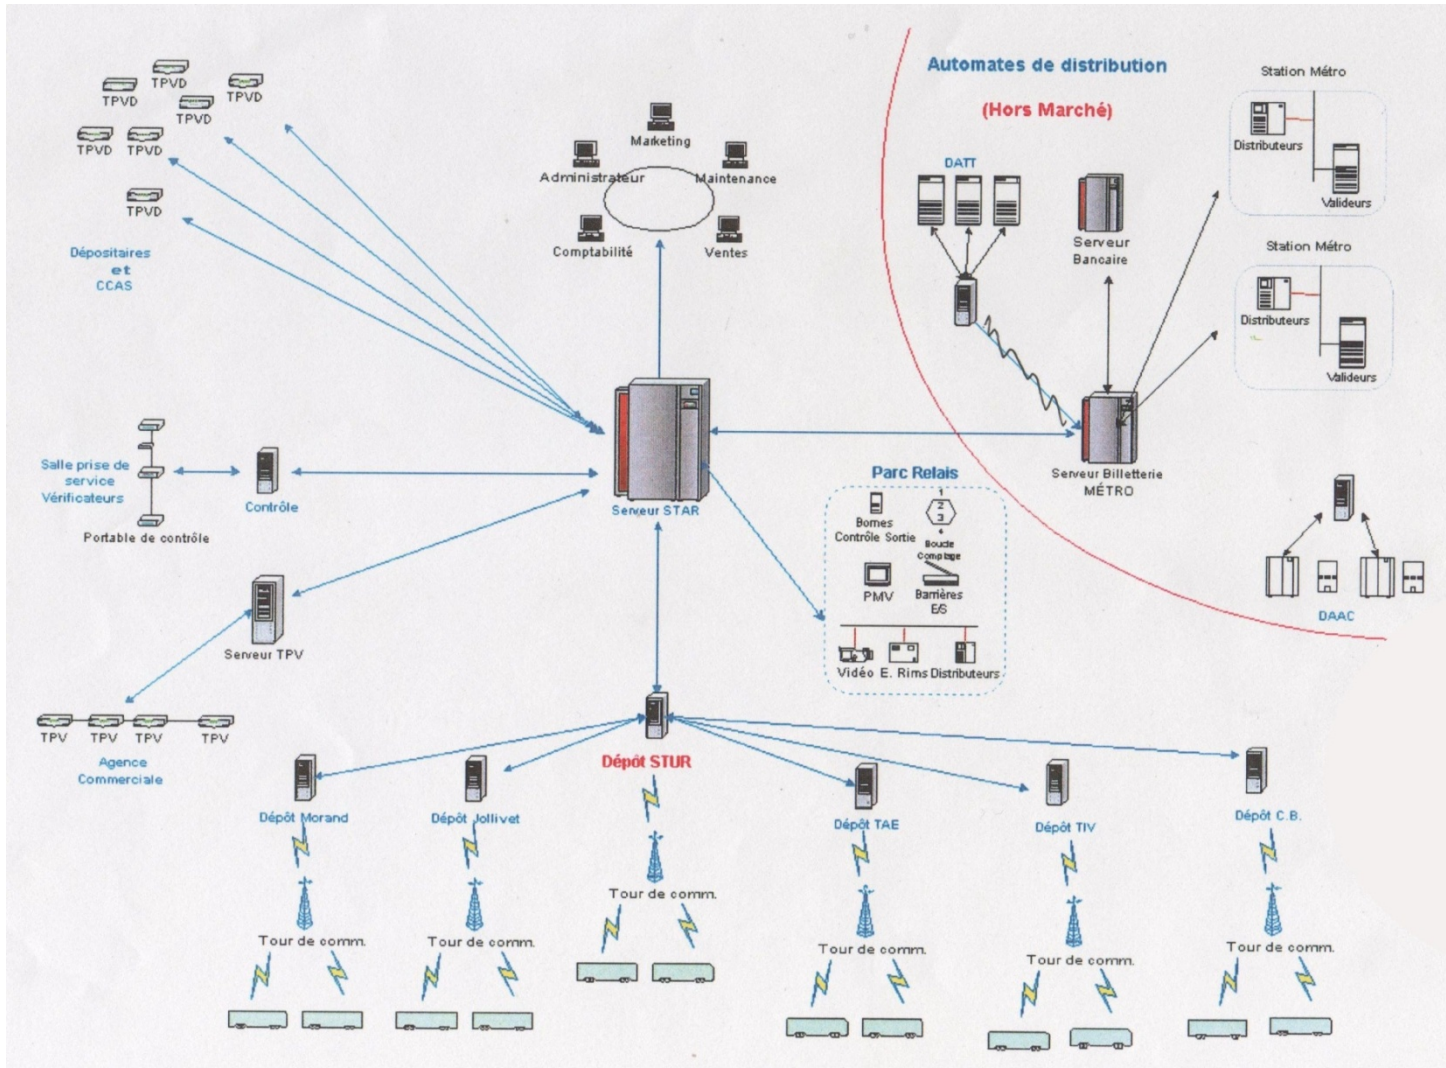 TPVD
TPVD
TPVD
TPVD
TPVD
TPVD
TPVD
Dépositaires
et
CCAS
Marketing
Administrateur
Maintenance
Comptabilité
Ventes
Automates de distribution
(Hors Marché)
DATT
Serveur
Bancaire
Station Métro
Distributeurs
Valideurs
Station Métro
Distributeurs
Valideurs
Serveur Billetterie
MÉTRO
DAAC
Salle prise de
service
Vérificateurs
Contrôle
Portable de contrôle
Serveur STAR
Parc Relais
Bornes
Contrôle Sortie
1
2
3
4
Boucle
Comptage
PMV
Barrières
E/S
Vidéo
E. Rims
Distributeurs
Serveur TPV
TPV
TPV
TPV
TPV
Agence
Commerciale
Dépôt STUR
Dépôt Morand
Dépôt Jollivet
Dépôt TAE
Dépôt TIV
Dépôt C.B.
Tour de comm.
Tour de comm.
Tour de comm.
Tour de comm.
Tour de comm.
Tour de comm.